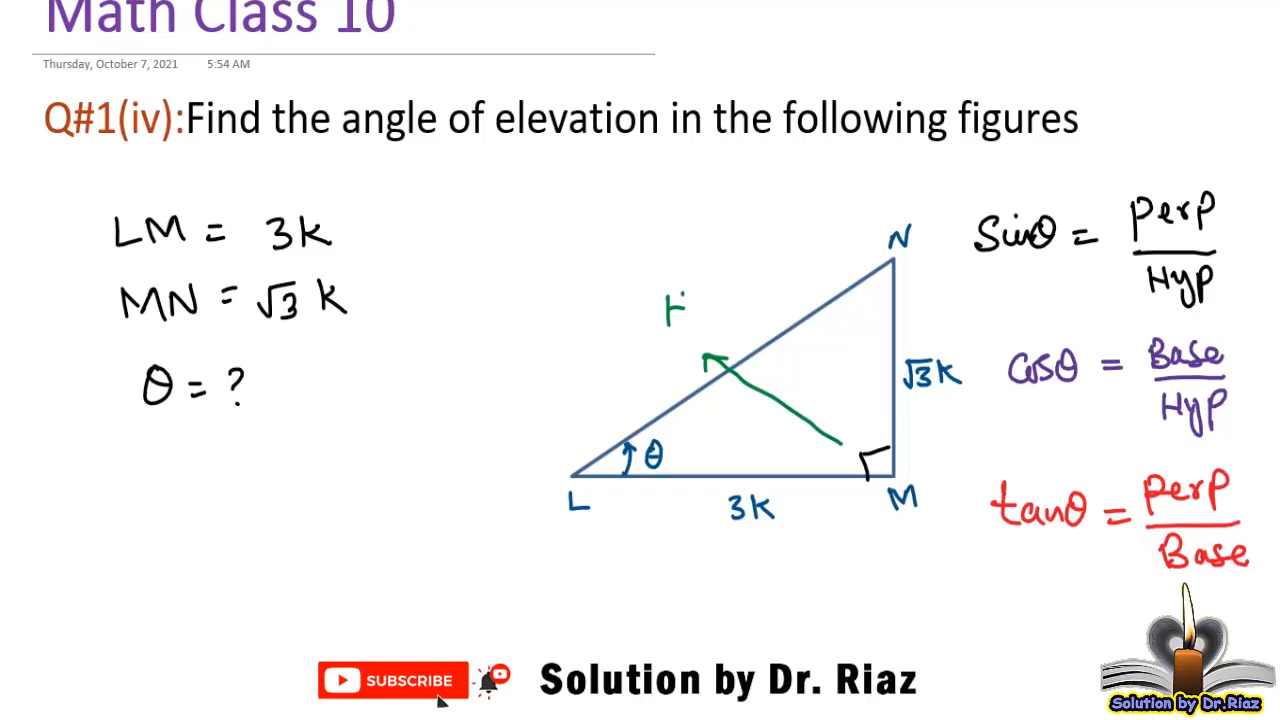 Math Class 10
Thursday, October 7, 2021 5:54 AM
Q#1(iv):Find the angle of elevation in the following figures
LM = 3k
MN = √3 k
θ = ?
N
H
√3 k
θ
L
3k
M
Sinθ = Perp / Hyp
Cosθ = Base / Hyp
tanθ = Perp / Base
SUBSCRIBE
Solution by Dr. Riaz
Solution by Dr.Riaz